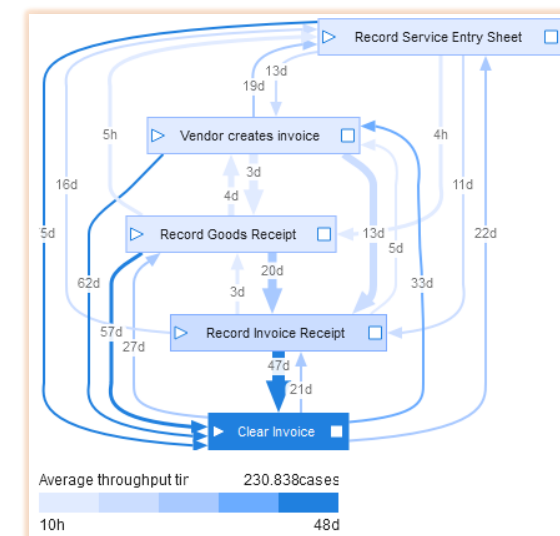 Record Service Entry Sheet
13d
19d
Vendor creates invoice
5h
4h
3d
16d
11d
4d
Record Goods Receipt
5d
13d
22d
5d
20d
62d
33d
3d
57d
Record Invoice Receipt
27d
47d
21d
Clear Invoice
Average throughput tir
230.838cases
10h
48d